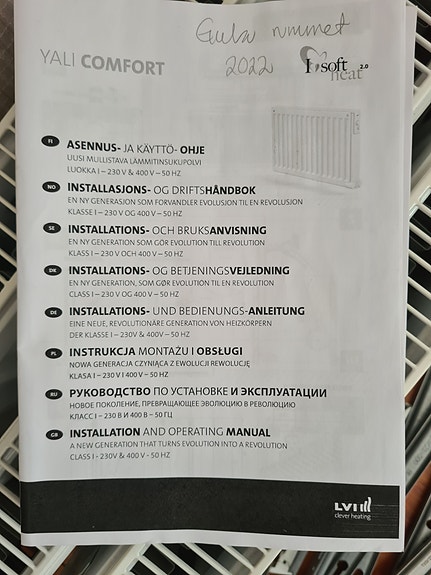 Gula rummet
2022
YALI COMFORT
I soft
heat 2.0
FI ASENNUS- JA KÄYTTÖ- OHJE
UUSI MULLISTAVA LÄMMITINSUKUPOLVI
LUOKKA I – 230 V & 400 V – 50 HZ
NO INSTALLASJONS- OG DRIFTSHÅNDBOK
EN NY GENERASJON SOM FORVANDLER EVOLUSJON TIL EN REVOLUSJON
KLASSE I – 230 V OG 400 V – 50 HZ
SE INSTALLATIONS- OCH BRUKSANVISNING
EN NY GENERATION SOM GÖR EVOLUTION TILL REVOLUTION
KLASS I – 230 V OCH 400 V – 50 HZ
DK INSTALLATIONS- OG BETJENINGSVEJLEDNING
EN NY GENERATION, SOM GØR EVOLUTION TIL EN REVOLUTION
CLASS I – 230 V OG 400 V – 50 HZ
DE INSTALLATIONS- UND BEDIENUNGS-ANLEITUNG
EINE NEUE, REVOLUTIONÄRE GENERATION VON HEIZKÖRPERN
DER KLASSE I – 230V & 400V – 50 HZ
PL INSTRUKCJA MONTAŻU I OBSŁUGI
NOWA GENERACJA CZYNIĄCA Z EWOLUCJI REWOLUCJĘ
KLASA I – 230 V I 400 V – 50 HZ
RU РУКОВОДСТВО ПО УСТАНОВКЕ И ЭКСПЛУАТАЦИИ
НОВОЕ ПОКОЛЕНИЕ, ПРЕВРАЩАЮЩЕЕ ЭВОЛЮЦИЮ В РЕВОЛЮЦИЮ
КЛАСС I – 230 В И 400 В – 50 ГЦ
GB INSTALLATION AND OPERATING MANUAL
A NEW GENERATION THAT TURNS EVOLUTION INTO A REVOLUTION
CLASS I - 230V & 400 V - 50 HZ
LVI
clever heating